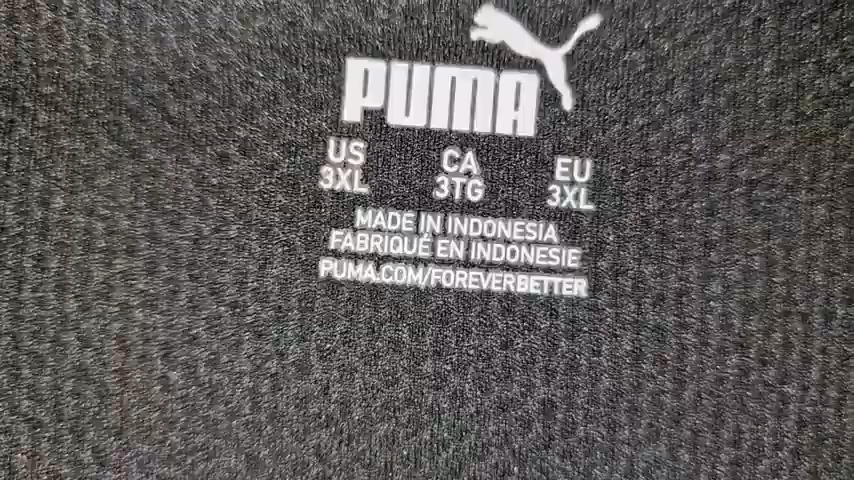 PUMA
US CA EU
3XL 3TG 3XL
MADE IN INDONESIA
FABRIQUÉ EN INDONESIE
PUMA.COM/FOREVERBETTER